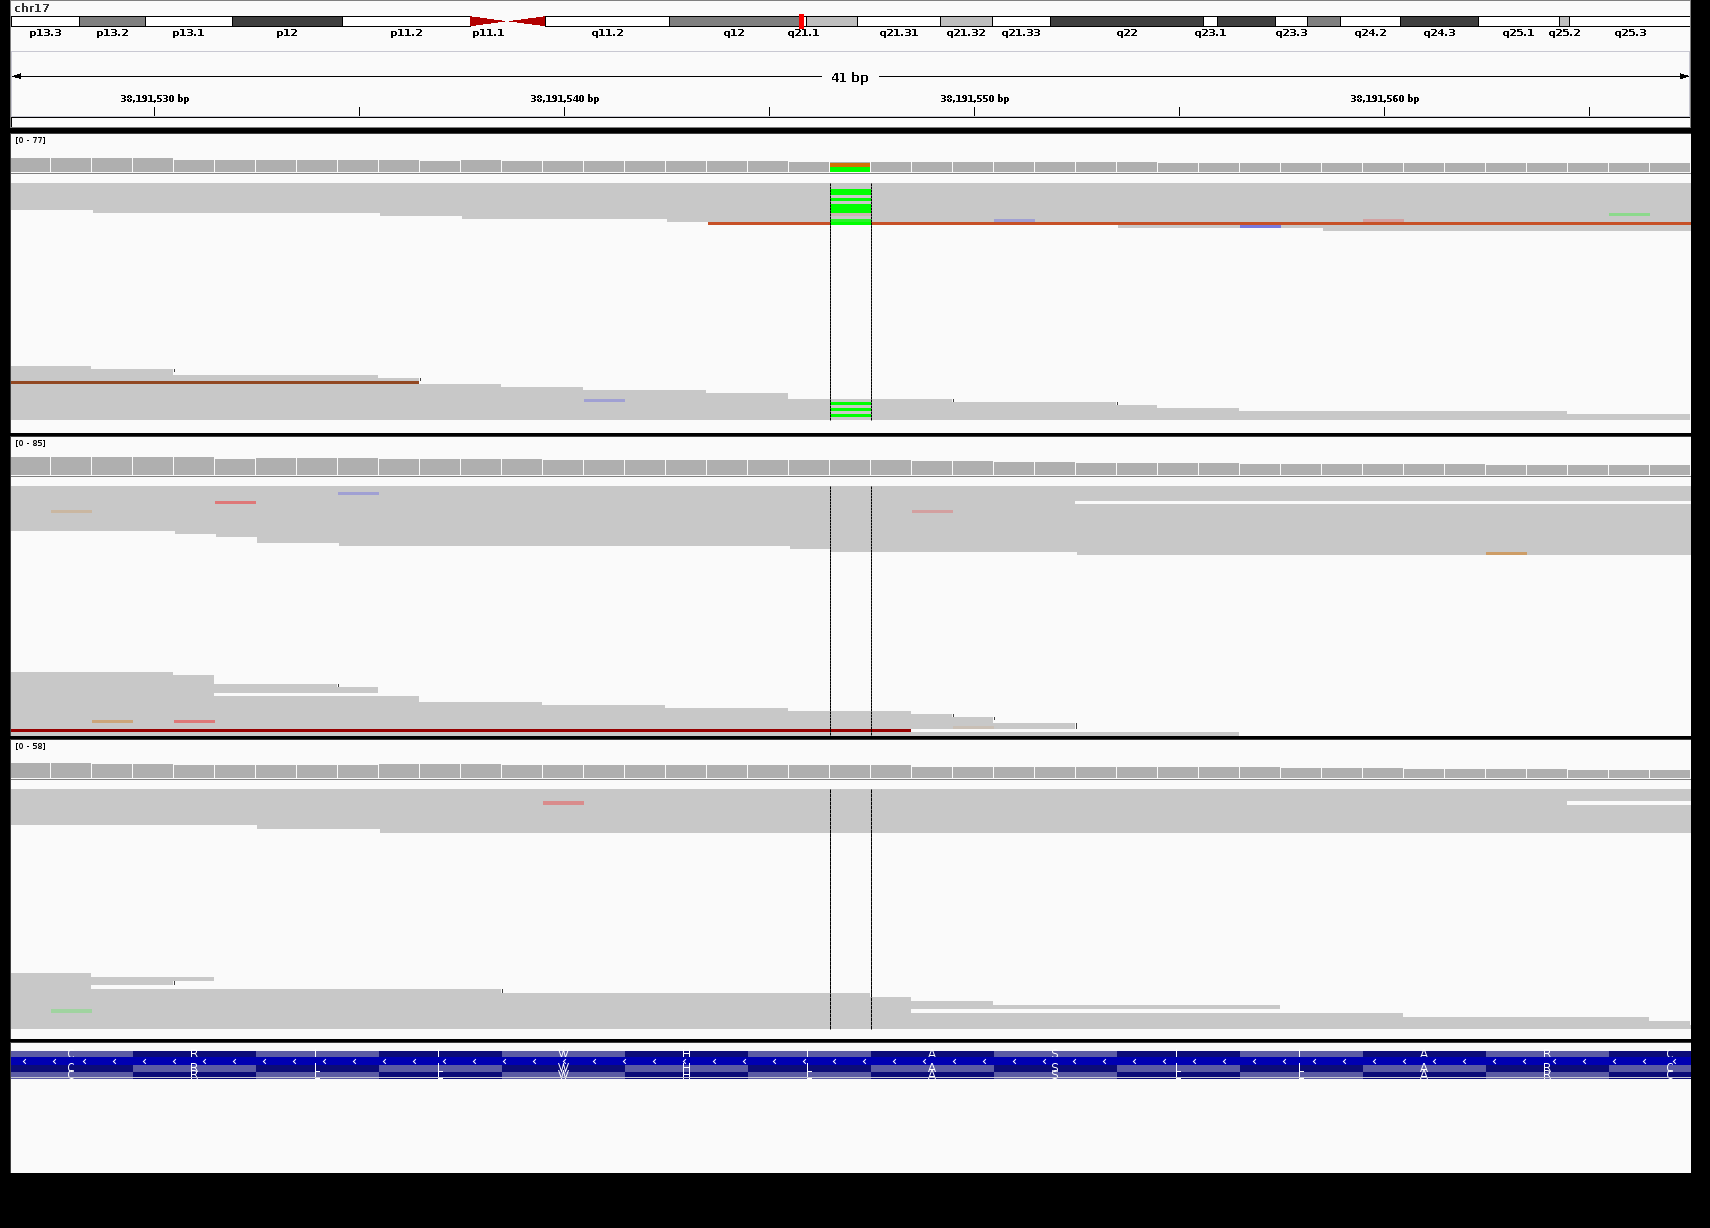 chr17
p13.3 p13.2 p13.1 p12 p11.2 p11.1 q11.2 q12 q21.1 q21.31 q21.32 q21.33 q22 q23.1 q23.3 q24.2 q24.3 q25.1 q25.2 q25.3
41 bp
38,191,530 bp 38,191,540 bp 38,191,550 bp 38,191,560 bp
[0 - 77]
[0 - 85]
[0 - 58]
C R L L W H L A S L L A R C
C R L L W H L A S L L A R C
C R L L W H L A S L L A R C